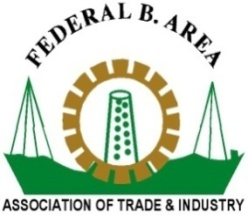 FEDERAL B. AREA
ASSOCIATION OF TRADE & INDUSTRY